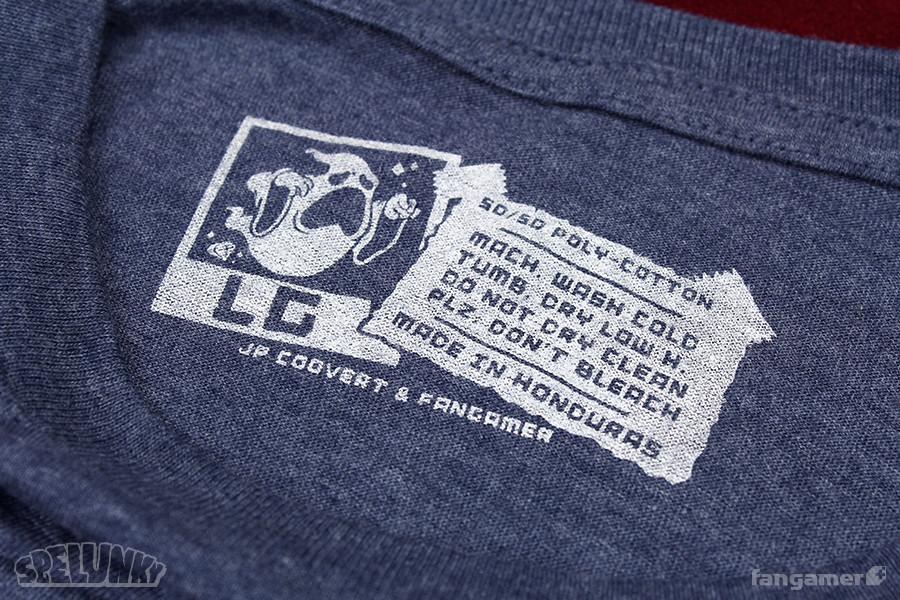 LG
JP COOVERT & FANGAMER
50/50 POLY-COTTON
MACH. WASH COLD
TUMB. DRY LOW H.
DO NOT DRY CLEAN
PLZ. DON'T BLEACH
MADE IN HONDURAS
SPELUNKY
fangamer